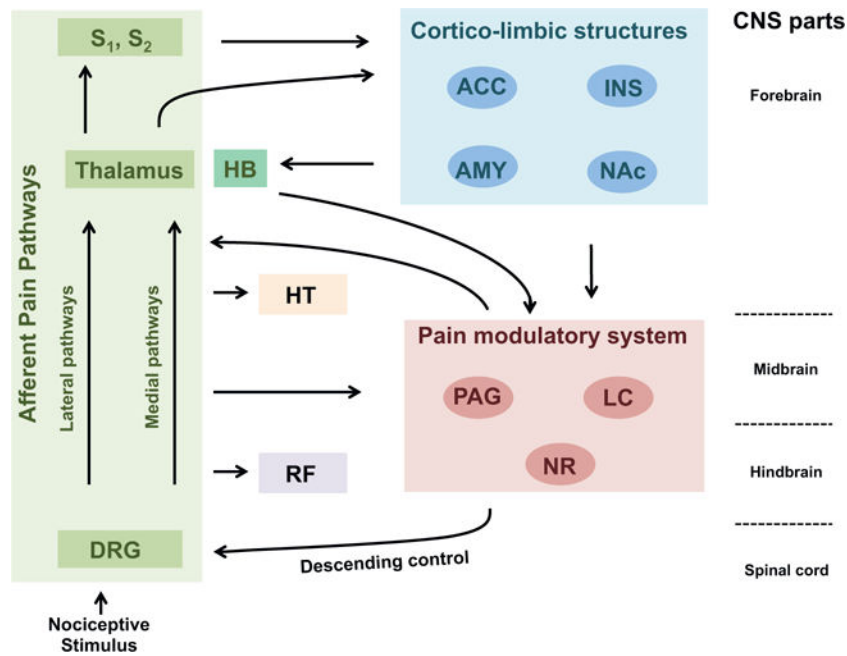 S1, S2
Cortico-limbic structures
CNS parts
ACC
INS
Forebrain
Thalamus
HB
AMY
NAc
Afferent Pain Pathways
Lateral pathways
Medial pathways
HT
Pain modulatory system
PAG
LC
Midbrain
NR
RF
Hindbrain
DRG
Descending control
Spinal cord
Nociceptive
Stimulus